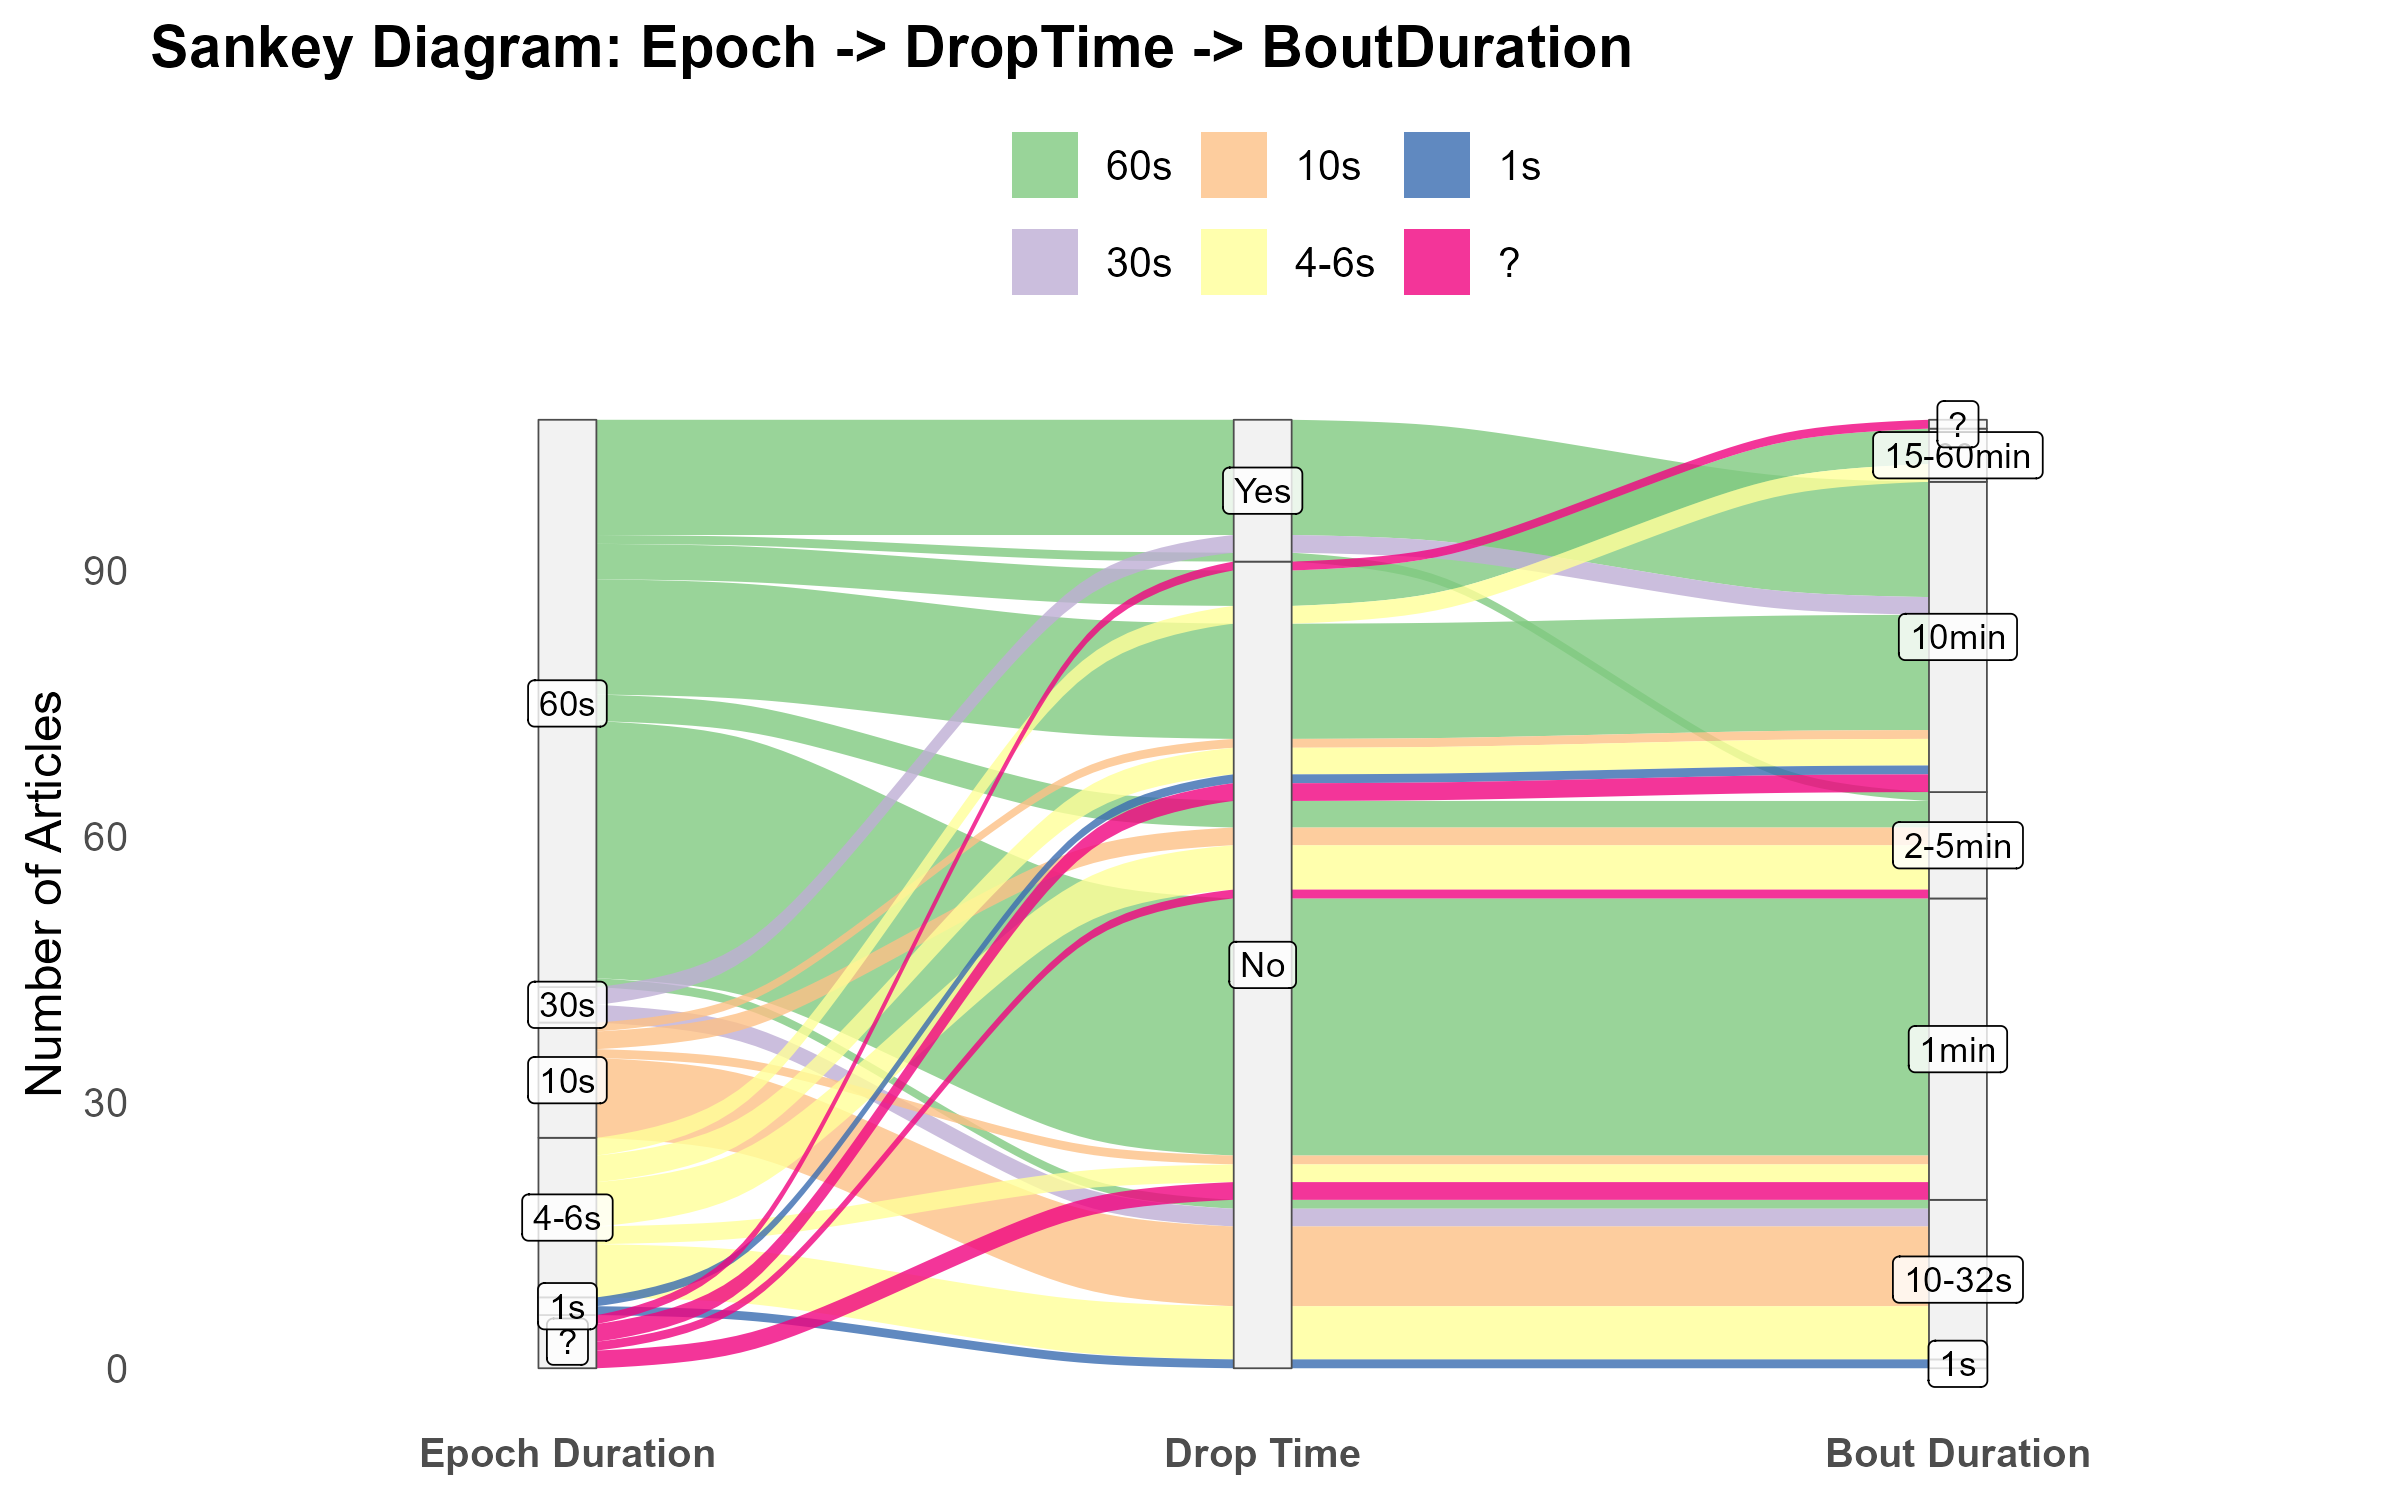 Sankey Diagram: Epoch -> DropTime -> BoutDuration
60s 10s 1s
30s 4-6s ?
Number of Articles
90
60
30
0
60s
30s
10s
4-6s
1s
?
Yes
No
?
15-60min
10min
2-5min
1min
10-32s
1s
Epoch Duration Drop Time Bout Duration